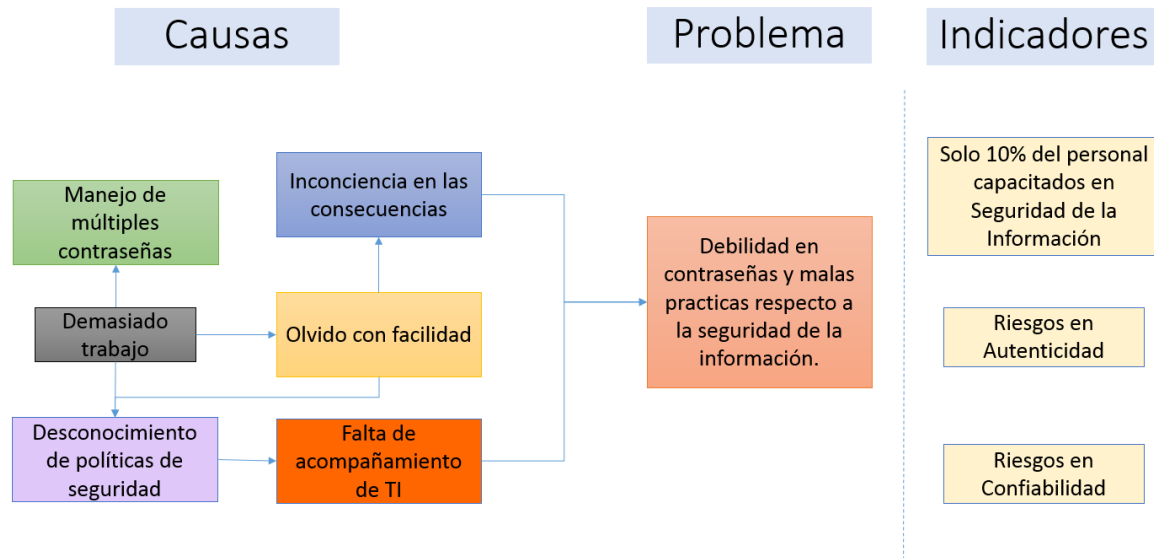 Causas
Problema
Indicadores
Manejo de
múltiples
contraseñas
Inconciencia en las
consecuencias
Demasiado
trabajo
Olvido con facilidad
Desconocimiento
de políticas de
seguridad
Falta de
acompañamiento
de TI
Debilidad en
contraseñas y malas
practicas respecto a
la seguridad de la
información.
Solo 10% del personal
capacitados en
Seguridad de la
Información
Riesgos en
Autenticidad
Riesgos en
Confiabilidad